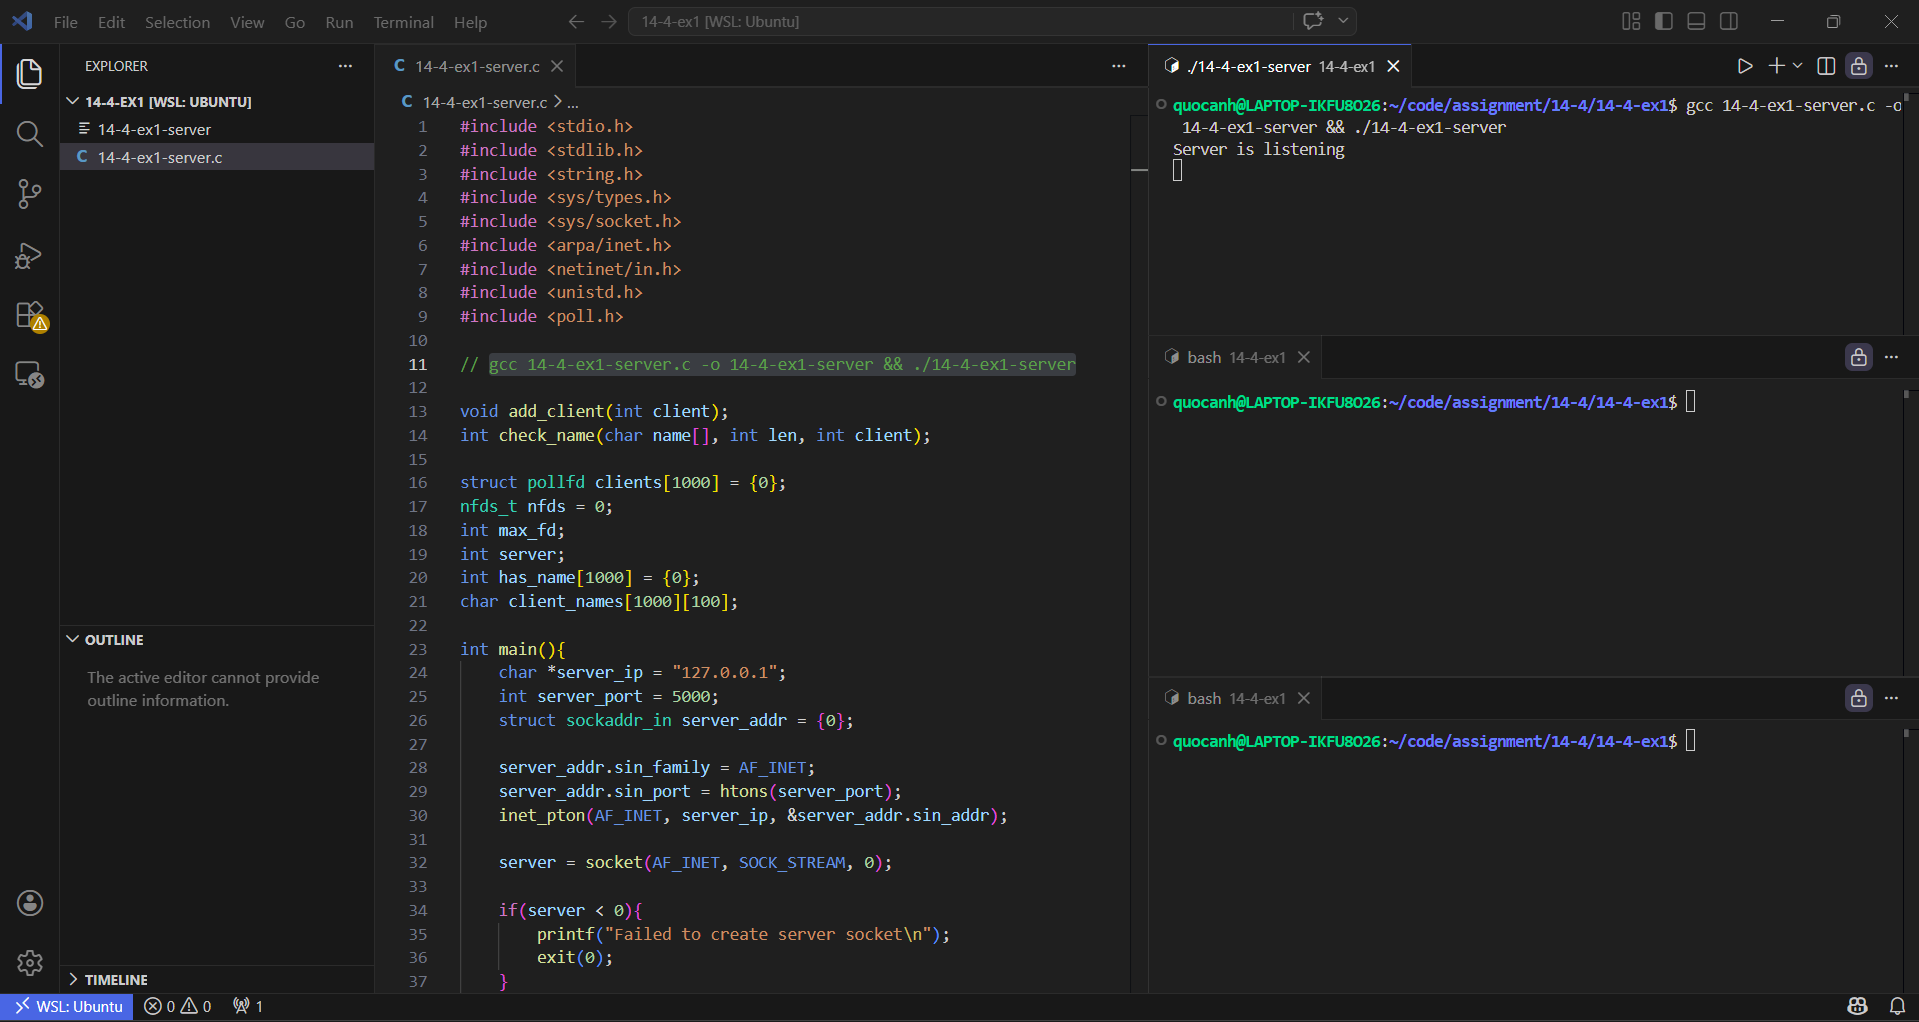 File Edit Selection View Go Run Terminal Help
14-4-ex1 [WSL: Ubuntu]
EXPLORER
14-4-EX1 [WSL: UBUNTU]
14-4-ex1-server
C 14-4-ex1-server.c
OUTLINE
The active editor cannot provide
outline information.
TIMELINE
C 14-4-ex1-server.c
C 14-4-ex1-server.c > ...
1 #include <stdio.h>
2 #include <stdlib.h>
3 #include <string.h>
4 #include <sys/types.h>
5 #include <sys/socket.h>
6 #include <arpa/inet.h>
7 #include <netinet/in.h>
8 #include <unistd.h>
9 #include <poll.h>
10
11 // gcc 14-4-ex1-server.c -o 14-4-ex1-server && ./14-4-ex1-server
12
13 void add_client(int client);
14 int check_name(char name[], int len, int client);
15
16 struct pollfd clients[1000] = {0};
17 nfds_t nfds = 0;
18 int max_fd;
19 int server;
20 int has_name[1000] = {0};
21 char client_names[1000][100];
22
23 int main(){
24     char *server_ip = "127.0.0.1";
25     int server_port = 5000;
26     struct sockaddr_in server_addr = {0};
27
28     server_addr.sin_family = AF_INET;
29     server_addr.sin_port = htons(server_port);
30     inet_pton(AF_INET, server_ip, &server_addr.sin_addr);
31
32     server = socket(AF_INET, SOCK_STREAM, 0);
33
34     if(server < 0){
35         printf("Failed to create server socket\n");
36         exit(0);
37     }
./14-4-ex1-server 14-4-ex1
quocanh@LAPTOP-IKFU8O26:~/code/assignment/14-4/14-4-ex1$ gcc 14-4-ex1-server.c -o
14-4-ex1-server && ./14-4-ex1-server
Server is listening
bash 14-4-ex1
quocanh@LAPTOP-IKFU8O26:~/code/assignment/14-4/14-4-ex1$
bash 14-4-ex1
quocanh@LAPTOP-IKFU8O26:~/code/assignment/14-4/14-4-ex1$
WSL: Ubuntu 0 0 1